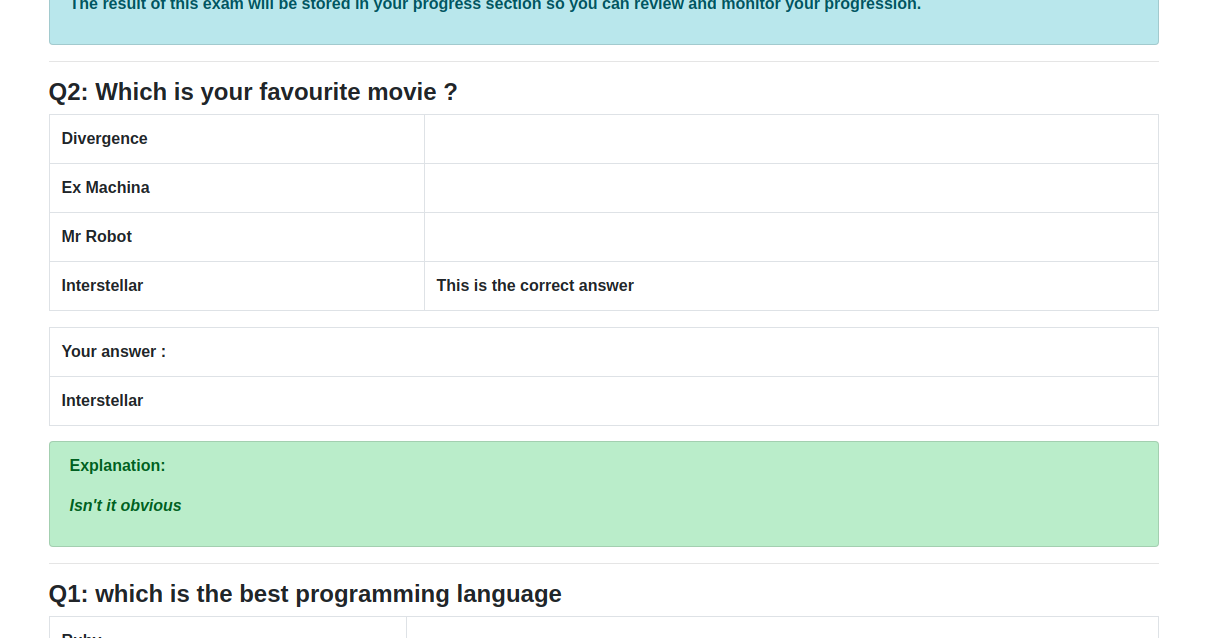 The result of this exam will be stored in your progress section so you can review and monitor your progression.
Q2: Which is your favourite movie ?
Divergence
Ex Machina
Mr Robot
Interstellar This is the correct answer
Your answer :
Interstellar
Explanation:
Isn't it obvious
Q1: which is the best programming language
Ruby